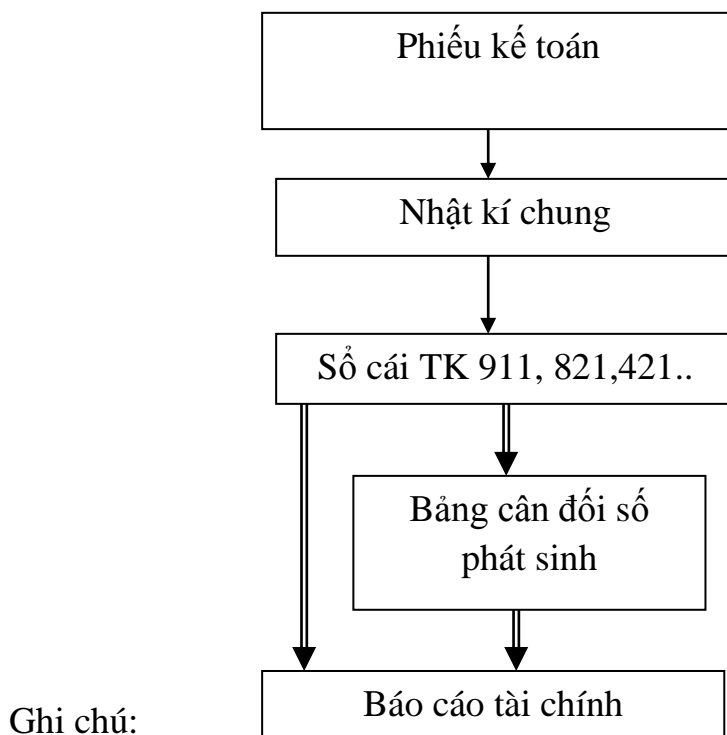 Phiếu kế toán
Nhật kí chung
Sổ cái TK 911, 821,421..
Bảng cân đối số
phát sinh
Báo cáo tài chính
Ghi chú: